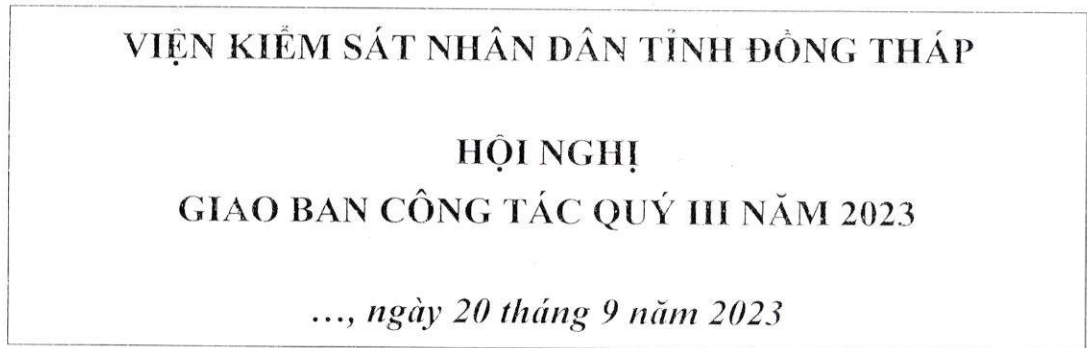 VIỆN KIỂM SÁT NHÂN DÂN TỈNH ĐỒNG THÁP
HỘI NGHỊ
GIAO BAN CÔNG TÁC QUÝ III NĂM 2023
..., ngày 20 tháng 9 năm 2023